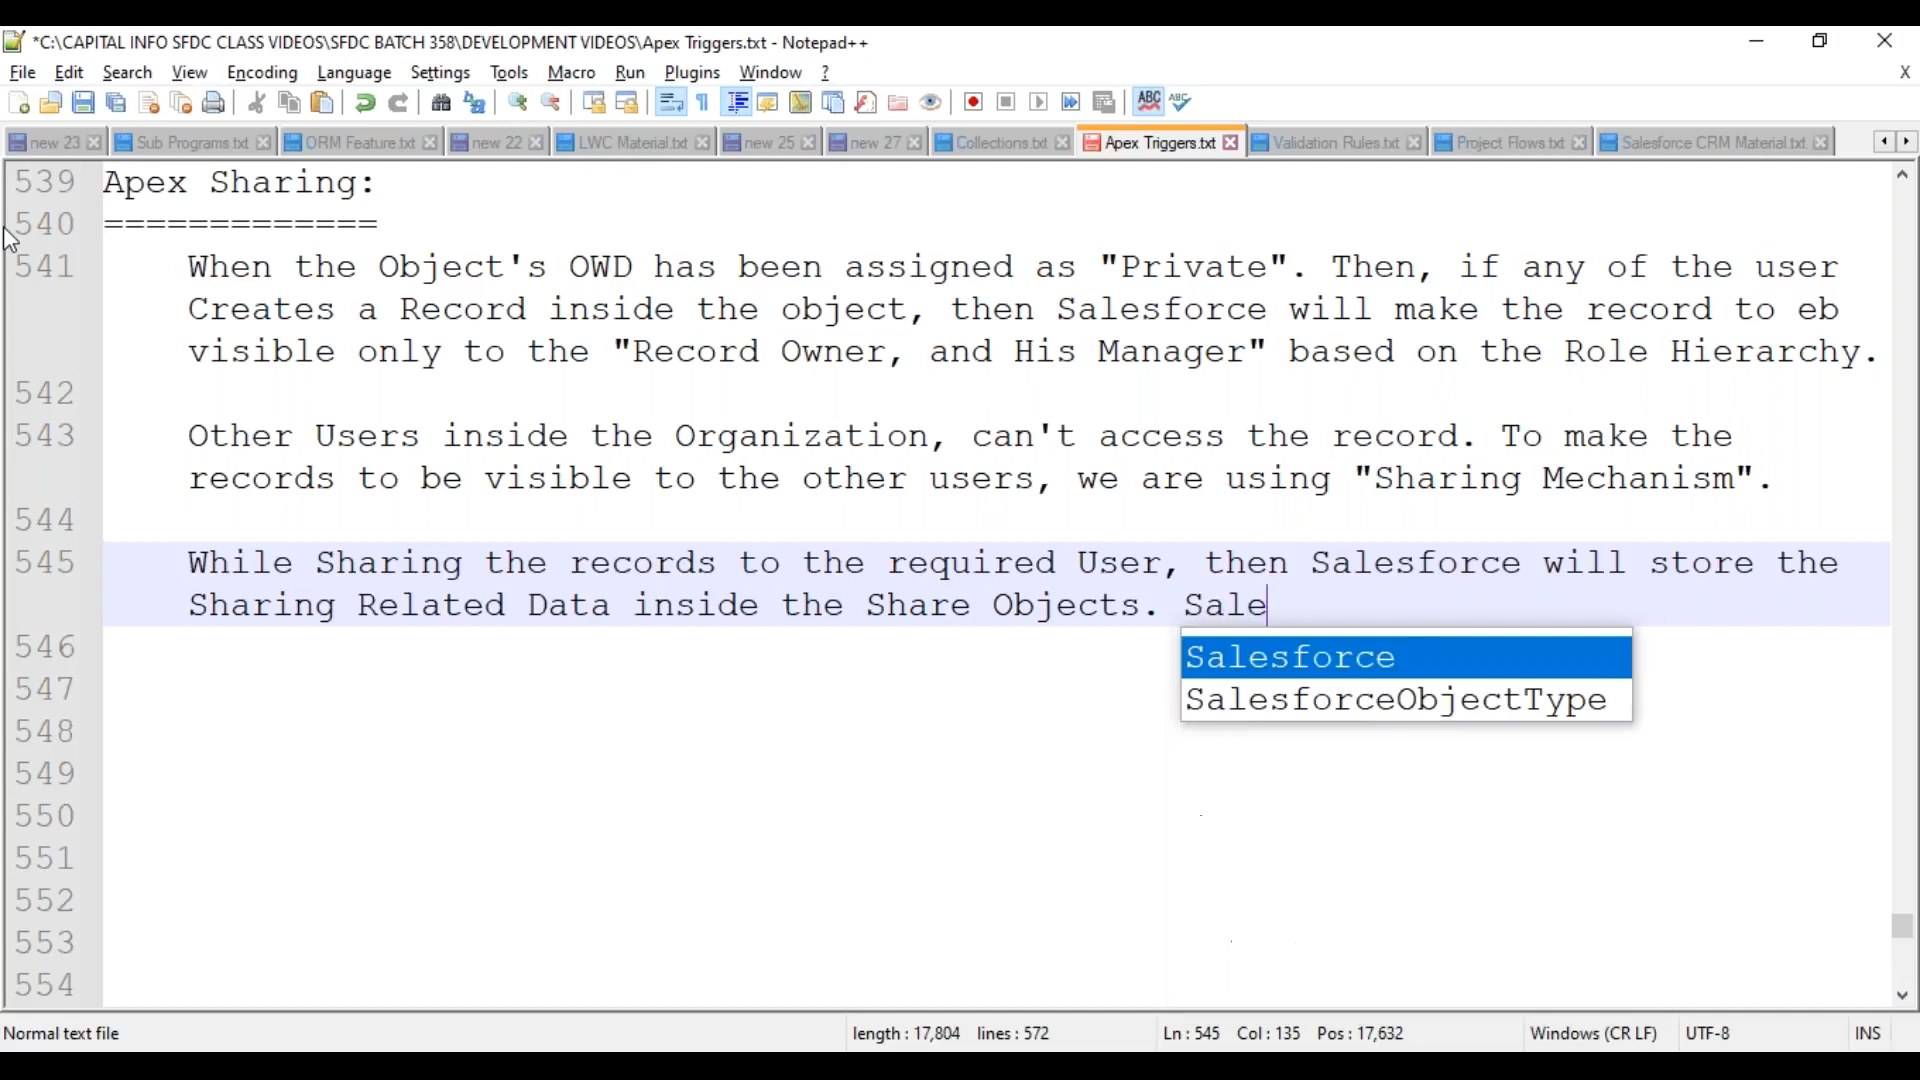 *C:\CAPITAL INFO SFDC CLASS VIDEOS\SFDC BATCH 358\DEVELOPMENT VIDEOS\Apex Triggers.txt - Notepad++
File Edit Search View Encoding Language Settings Tools Macro Run Plugins Window ? X
new 23 Sub Programs.txt ORM Feature.txt new 22 LWC Material.txt new 25 new 27 Collections.txt Apex Triggers.txt Validation Rules.txt Project Flows.txt Salesforce CRM Material.txt
539 Apex Sharing:
540 =============
541 When the Object's OWD has been assigned as "Private". Then, if any of the user
Creates a Record inside the object, then Salesforce will make the record to eb
visible only to the "Record Owner, and His Manager" based on the Role Hierarchy.
542
543 Other Users inside the Organization, can't access the record. To make the
records to be visible to the other users, we are using "Sharing Mechanism".
544
545 While Sharing the records to the required User, then Salesforce will store the
Sharing Related Data inside the Share Objects. Sale
546 Salesforce
547 SalesforceObjectType
548
549
550
551
552
553
554
Normal text file length : 17,804 lines : 572 Ln : 545 Col : 135 Pos : 17,632 Windows (CR LF) UTF-8 INS